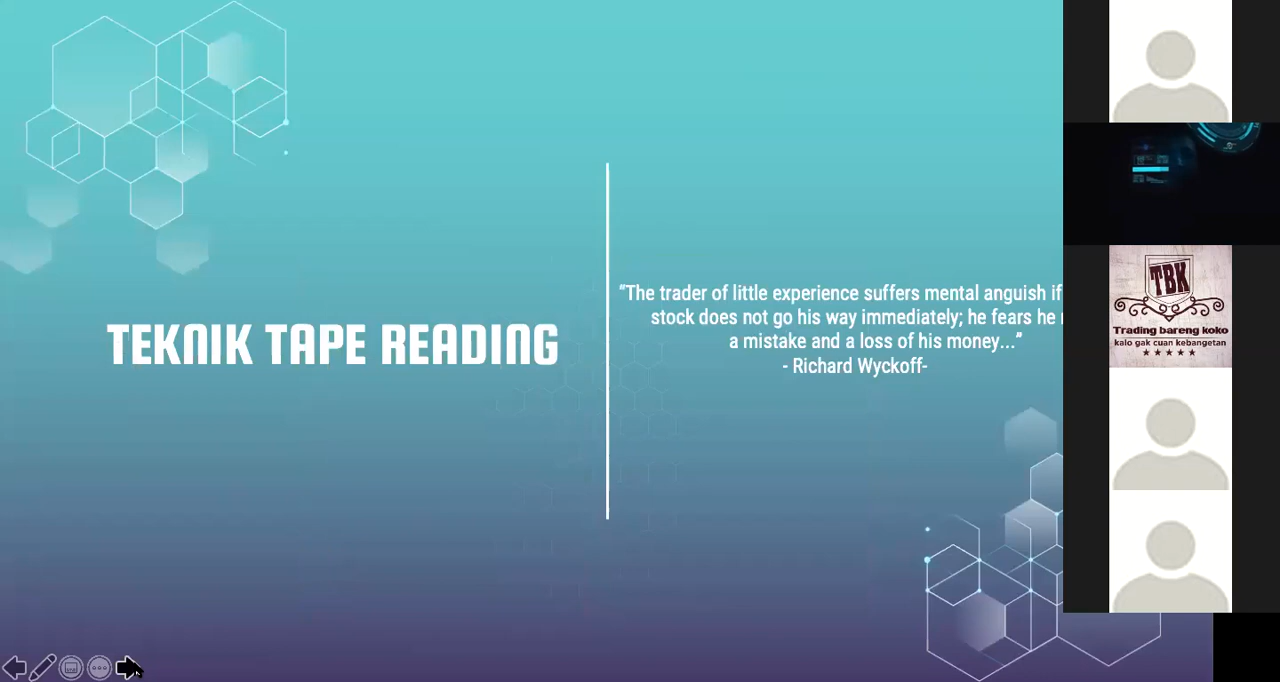 TEKNIK TAPE READING
"The trader of little experience suffers mental anguish if
stock does not go his way immediately; he fears he
a mistake and a loss of his money..."
- Richard Wyckoff-
TBK
Trading bareng koko
kalo gak cuan kebangetan